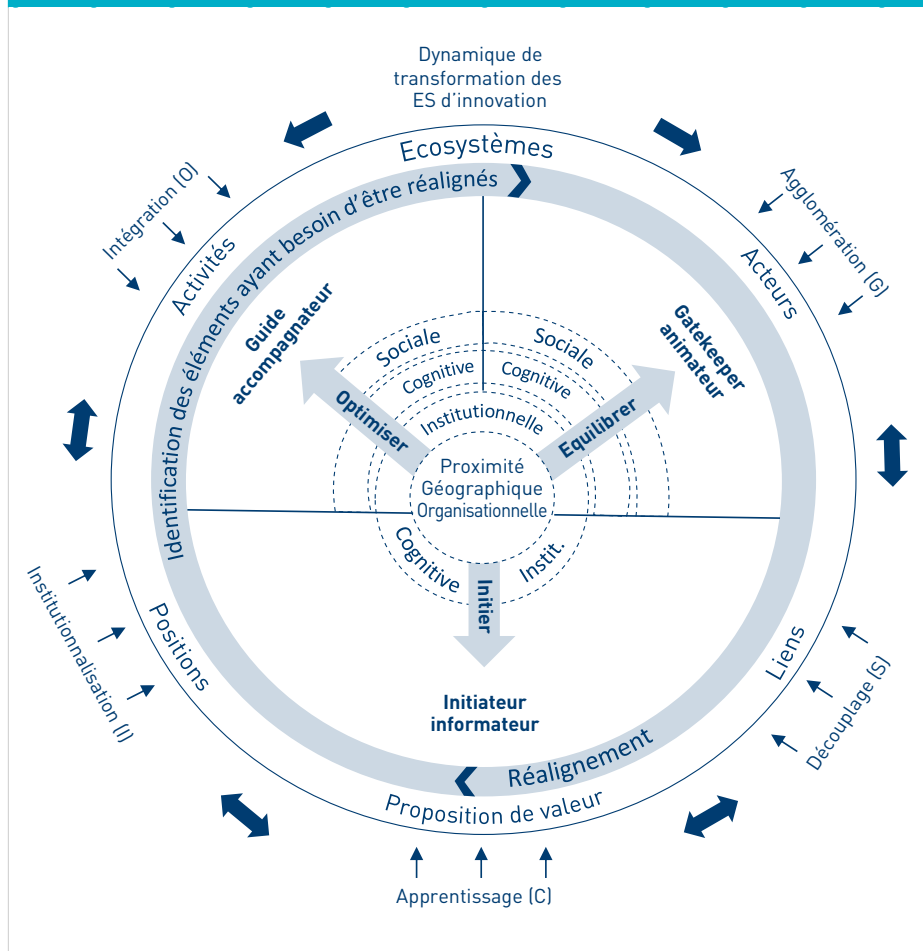 Dynamique de
transformation des
ES d'innovation
Ecosystèmes
Identification des éléments ayant besoin d'être réalignés
Intégration (O)
Agglomération (G)
Activités
Acteurs
Guide
accompagnateur
Gatekeeper
animateur
Sociale
Sociale
Cognitive
Cognitive
Optimiser
Institutionnelle
Equilibrer
Proximité
Géographique
Organisationnelle
Cognitive
Instit.
Initier
Institutionnalisation (I)
Positions
Liens
Découplage (S)
Initiateur
informateur
Réalignement
Proposition de valeur
Apprentissage (C)